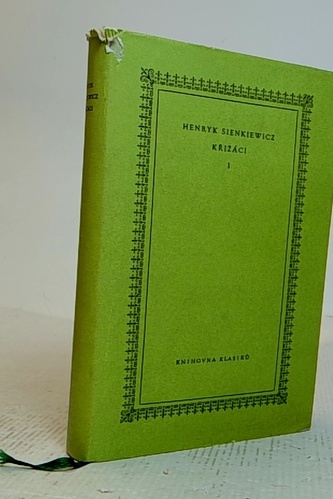 HENRYK SIENKIEWICZ
KŘIŽÁCI
I
KNIHOVNA KLASIKŮ